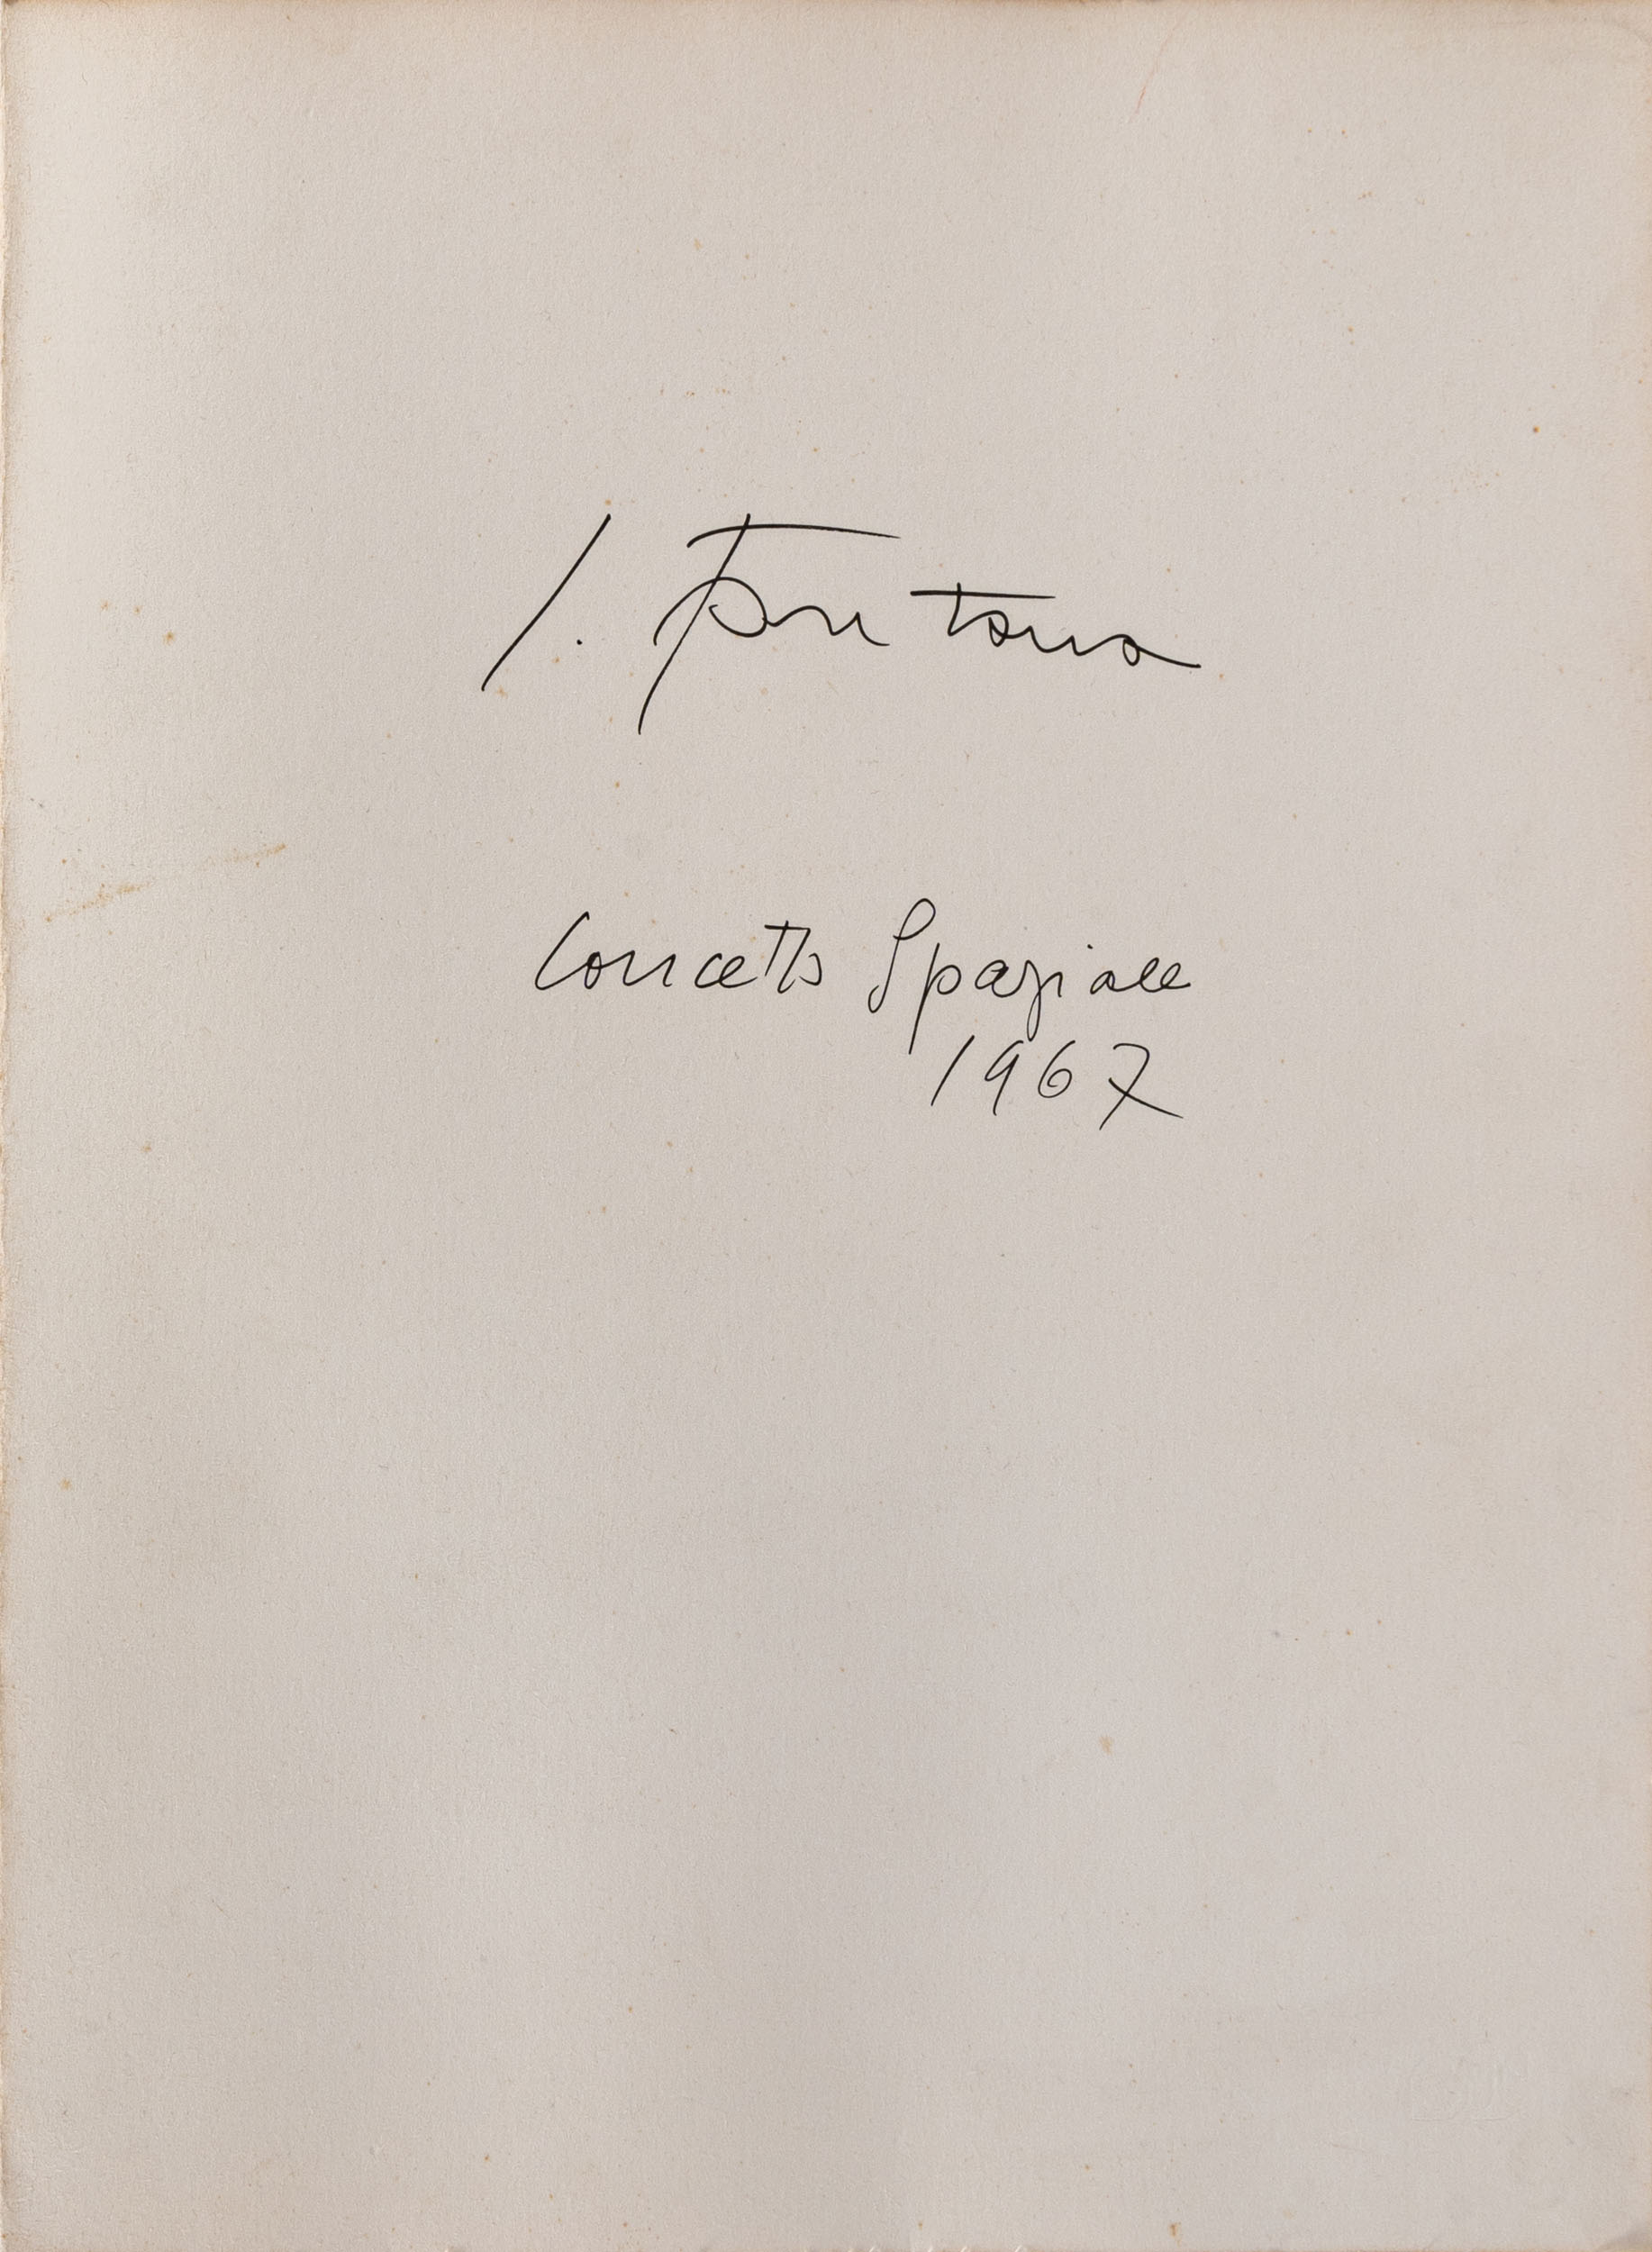 l. Fontana
Concetto Spaziale
1967